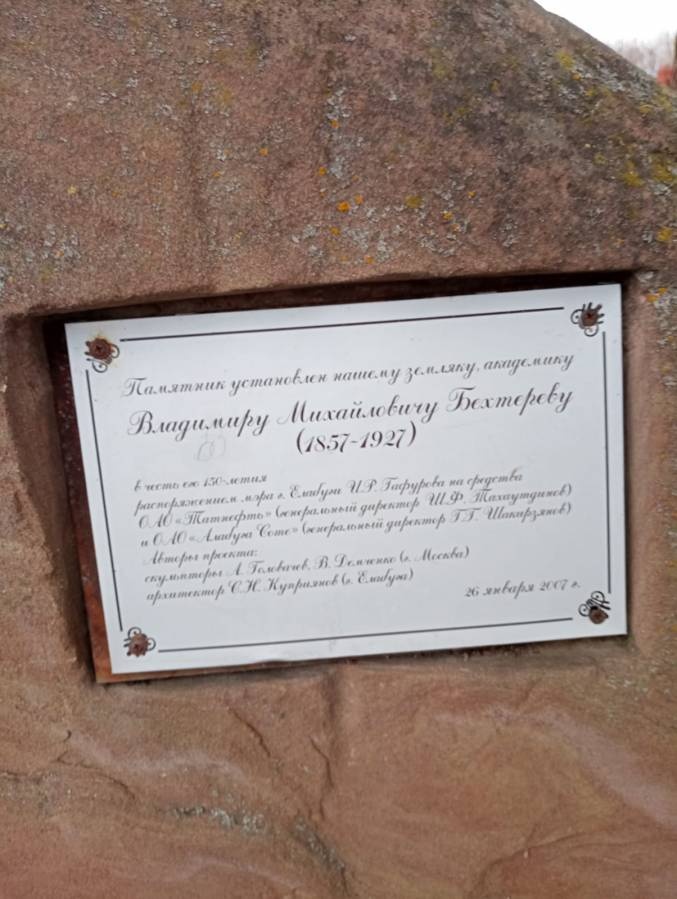 Памятник установлен нашему земляку, академику
Владимиру Михайловичу Бехтереву
(1857-1927)
в честь его 150-летия
распоряжением мэра г. Елабуги И.Р. Гафурова на средства
ОАО «Татнефть» (генеральный директор Ш.Ф. Тахаутдинов)
и ОАО «Алабуга Соте» (генеральный директор Г.Г. Шакирзянов)
Авторы проекта:
скульпторы А. Головачев, В. Демченко (г. Москва)
архитектор С.Н. Куприянов (г. Елабуга)
26 января 2007 г.